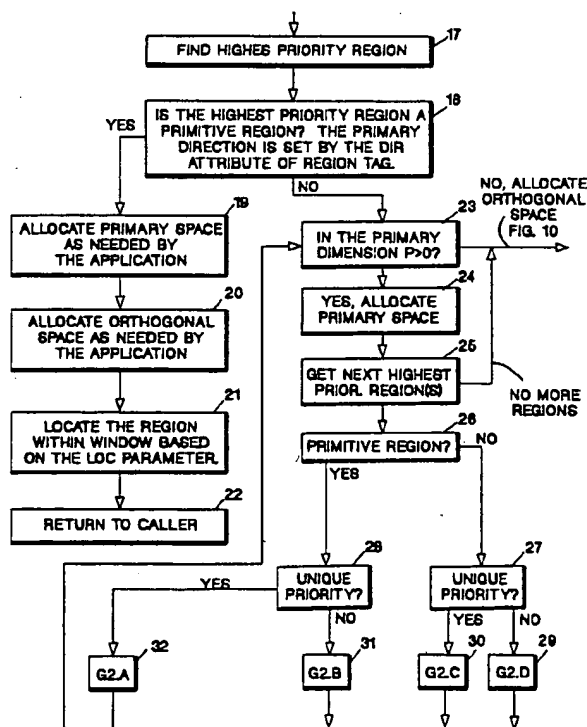 17
FIND HIGHES PRIORITY REGION
18
IS THE HIGHEST PRIORITY REGION A
PRIMITIVE REGION? THE PRIMARY
DIRECTION IS SET BY THE DIR
ATTRIBUTE OF REGION TAG.
YES
NO
19
ALLOCATE PRIMARY SPACE
AS NEEDED BY
THE APPLICATION
20
ALLOCATE ORTHOGONAL
SPACE AS NEEDED BY
THE APPLICATION
21
LOCATE THE REGION
WITHIN WINDOW BASED
ON THE LOC PARAMETER.
22
RETURN TO CALLER
23
IN THE PRIMARY
DIMENSION P>0?
NO, ALLOCATE
ORTHOGONAL
SPACE
FIG. 10
24
YES, ALLOCATE
PRIMARY SPACE
25
GET NEXT HIGHEST
PRIOR. REGION(S)
NO MORE
REGIONS
26
PRIMITIVE REGION?
NO
YES
28
UNIQUE
PRIORITY?
YES
NO
27
UNIQUE
PRIORITY?
YES
NO
32
G2.A
31
G2.B
30
G2.C
29
G2.D